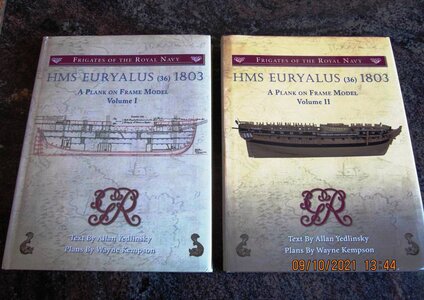 FRIGATES OF THE ROYAL NAVY
HMS EURYALUS (36) 1803
A PLANK ON FRAME MODEL
Volume I
Text By Allan Yedlinsky
Plans By Wayne Kempson
FRIGATES OF THE ROYAL NAVY
HMS EURYALUS (36) 1803
A PLANK ON FRAME MODEL
Volume II
Text By Allan Yedlinsky
Plans By Wayne Kempson
09/10/2021 13:44